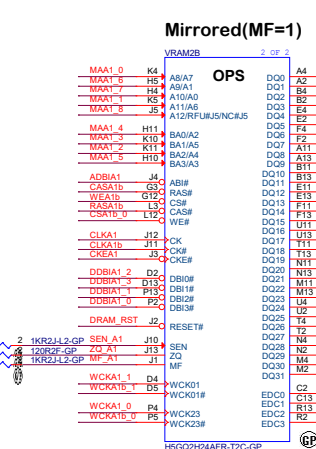 Mirrored(MF=1)
VRAM2B 2 OF 2
OPS
MAA1_0 K4 A8/A7 DQ0 A4
MAA1_6 H5 A9/A1 DQ1 A2
MAA1_7 H4 A10/A0 DQ2 B4
MAA1_1 K5 A11/A6 DQ3 B2
MAA1_8 J5 A12/RFU#J5/NC#J5 DQ4 E4
DQ5 E2
MAA1_4 H11 BA0/A2 DQ6 F4
MAA1_3 K10 BA1/A5 DQ7 F2
MAA1_2 K11 BA2/A4 DQ8 A11
MAA1_5 H10 BA3/A3 DQ9 A13
DQ10 B11
ADBIA1 J4 ABI# DQ11 B13
CASA1b G3 RAS# DQ12 E11
WEA1b G12 CS# DQ13 E13
RASA1b L3 CAS# DQ14 F11
CSA1b_0 L12 WE# DQ15 F13
DQ16 U11
CLKA1 J12 CK DQ17 U13
CLKA1b J11 CK# DQ18 T11
CKEA1 J3 CKE# DQ19 T13
DQ20 N11
DDBIA1_2 D2 DBI0# DQ21 N13
DDBIA1_3 D13 DBI1# DQ22 M11
DDBIA1_1 P13 DBI2# DQ23 M13
DDBIA1_0 P2 DBI3# DQ24 U4
DQ25 U2
DRAM_RST J2 RESET# DQ26 T4
DQ27 T2
2 1KR2J-L2-GP SEN_A1 J10 SEN DQ28 N4
2 120R2F-GP ZQ_A1 J13 ZQ DQ29 N2
2 1KR2J-L2-GP MF_A1 J1 MF DQ30 M4
DQ31 M2
WCKA1_1 D4 WCK01
WCKA1b_1 D5 WCK01# EDC0 C2
EDC1 C13
WCKA1_0 P4 WCK23 EDC2 R13
WCKA1b_0 P5 WCK23# EDC3 R2
H5GQ2H24AFR-T2C-GP
GP